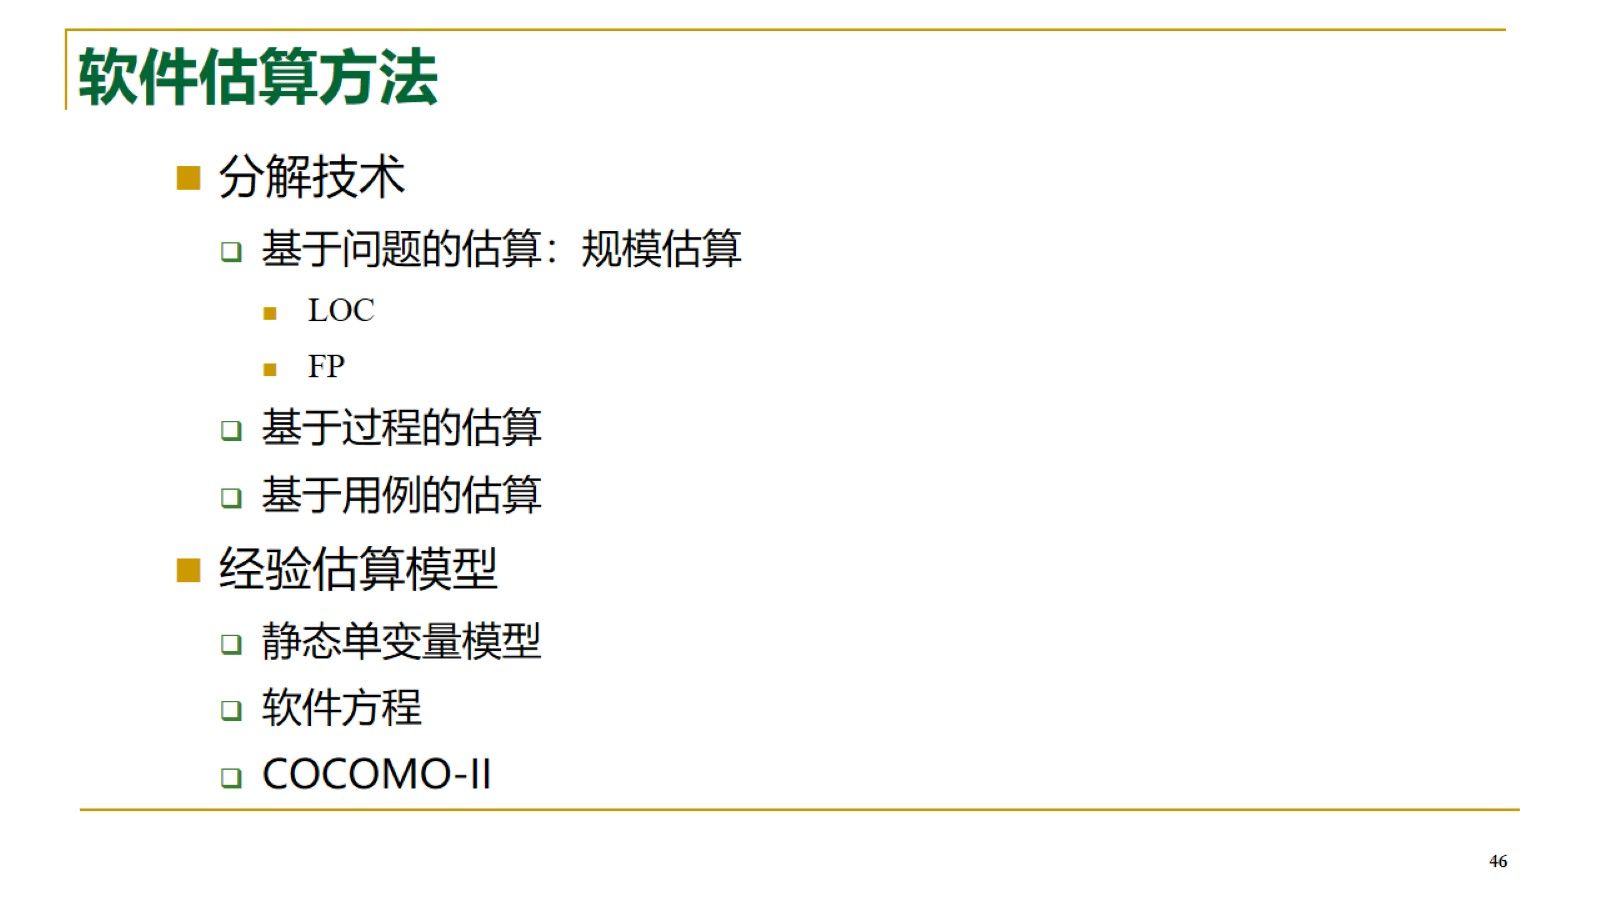 软件估算方法
分解技术
基于问题的估算：规模估算
LOC
FP
基于过程的估算
基于用例的估算
经验估算模型
静态单变量模型
软件方程
COCOMO-II
46